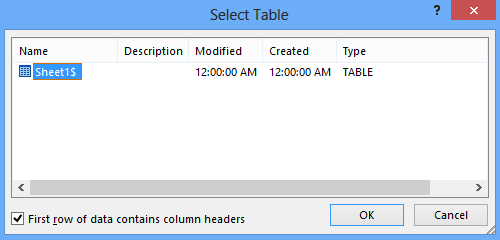 Select Table
?
Name Description Modified Created Type
Sheet1$ 12:00:00 AM 12:00:00 AM TABLE
First row of data contains column headers
OK Cancel